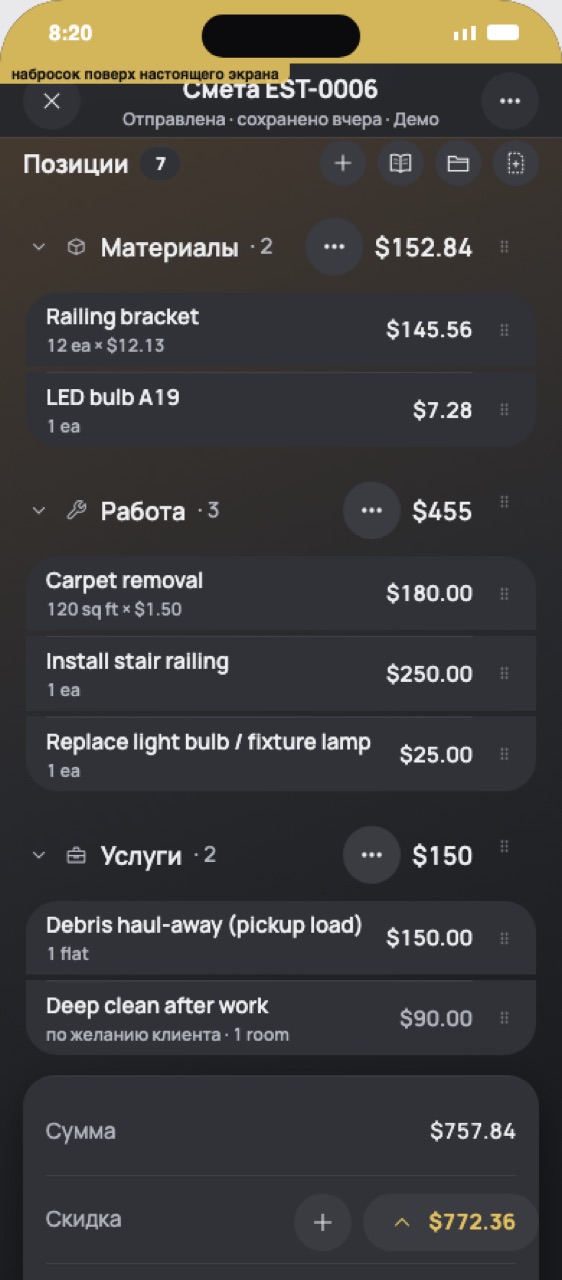 8:20
набросок поверх настоящего экрана
Смета EST-0006
Отправлена · сохранено вчера · Демо
Позиции 7
Материалы · 2 $152.84
Railing bracket $145.56
12 ea × $12.13
LED bulb A19 $7.28
1 ea
Работа · 3 $455
Carpet removal $180.00
120 sq ft × $1.50
Install stair railing $250.00
1 ea
Replace light bulb / fixture lamp $25.00
1 ea
Услуги · 2 $150
Debris haul-away (pickup load) $150.00
1 flat
Deep clean after work $90.00
по желанию клиента · 1 room
Сумма $757.84
Скидка $772.36